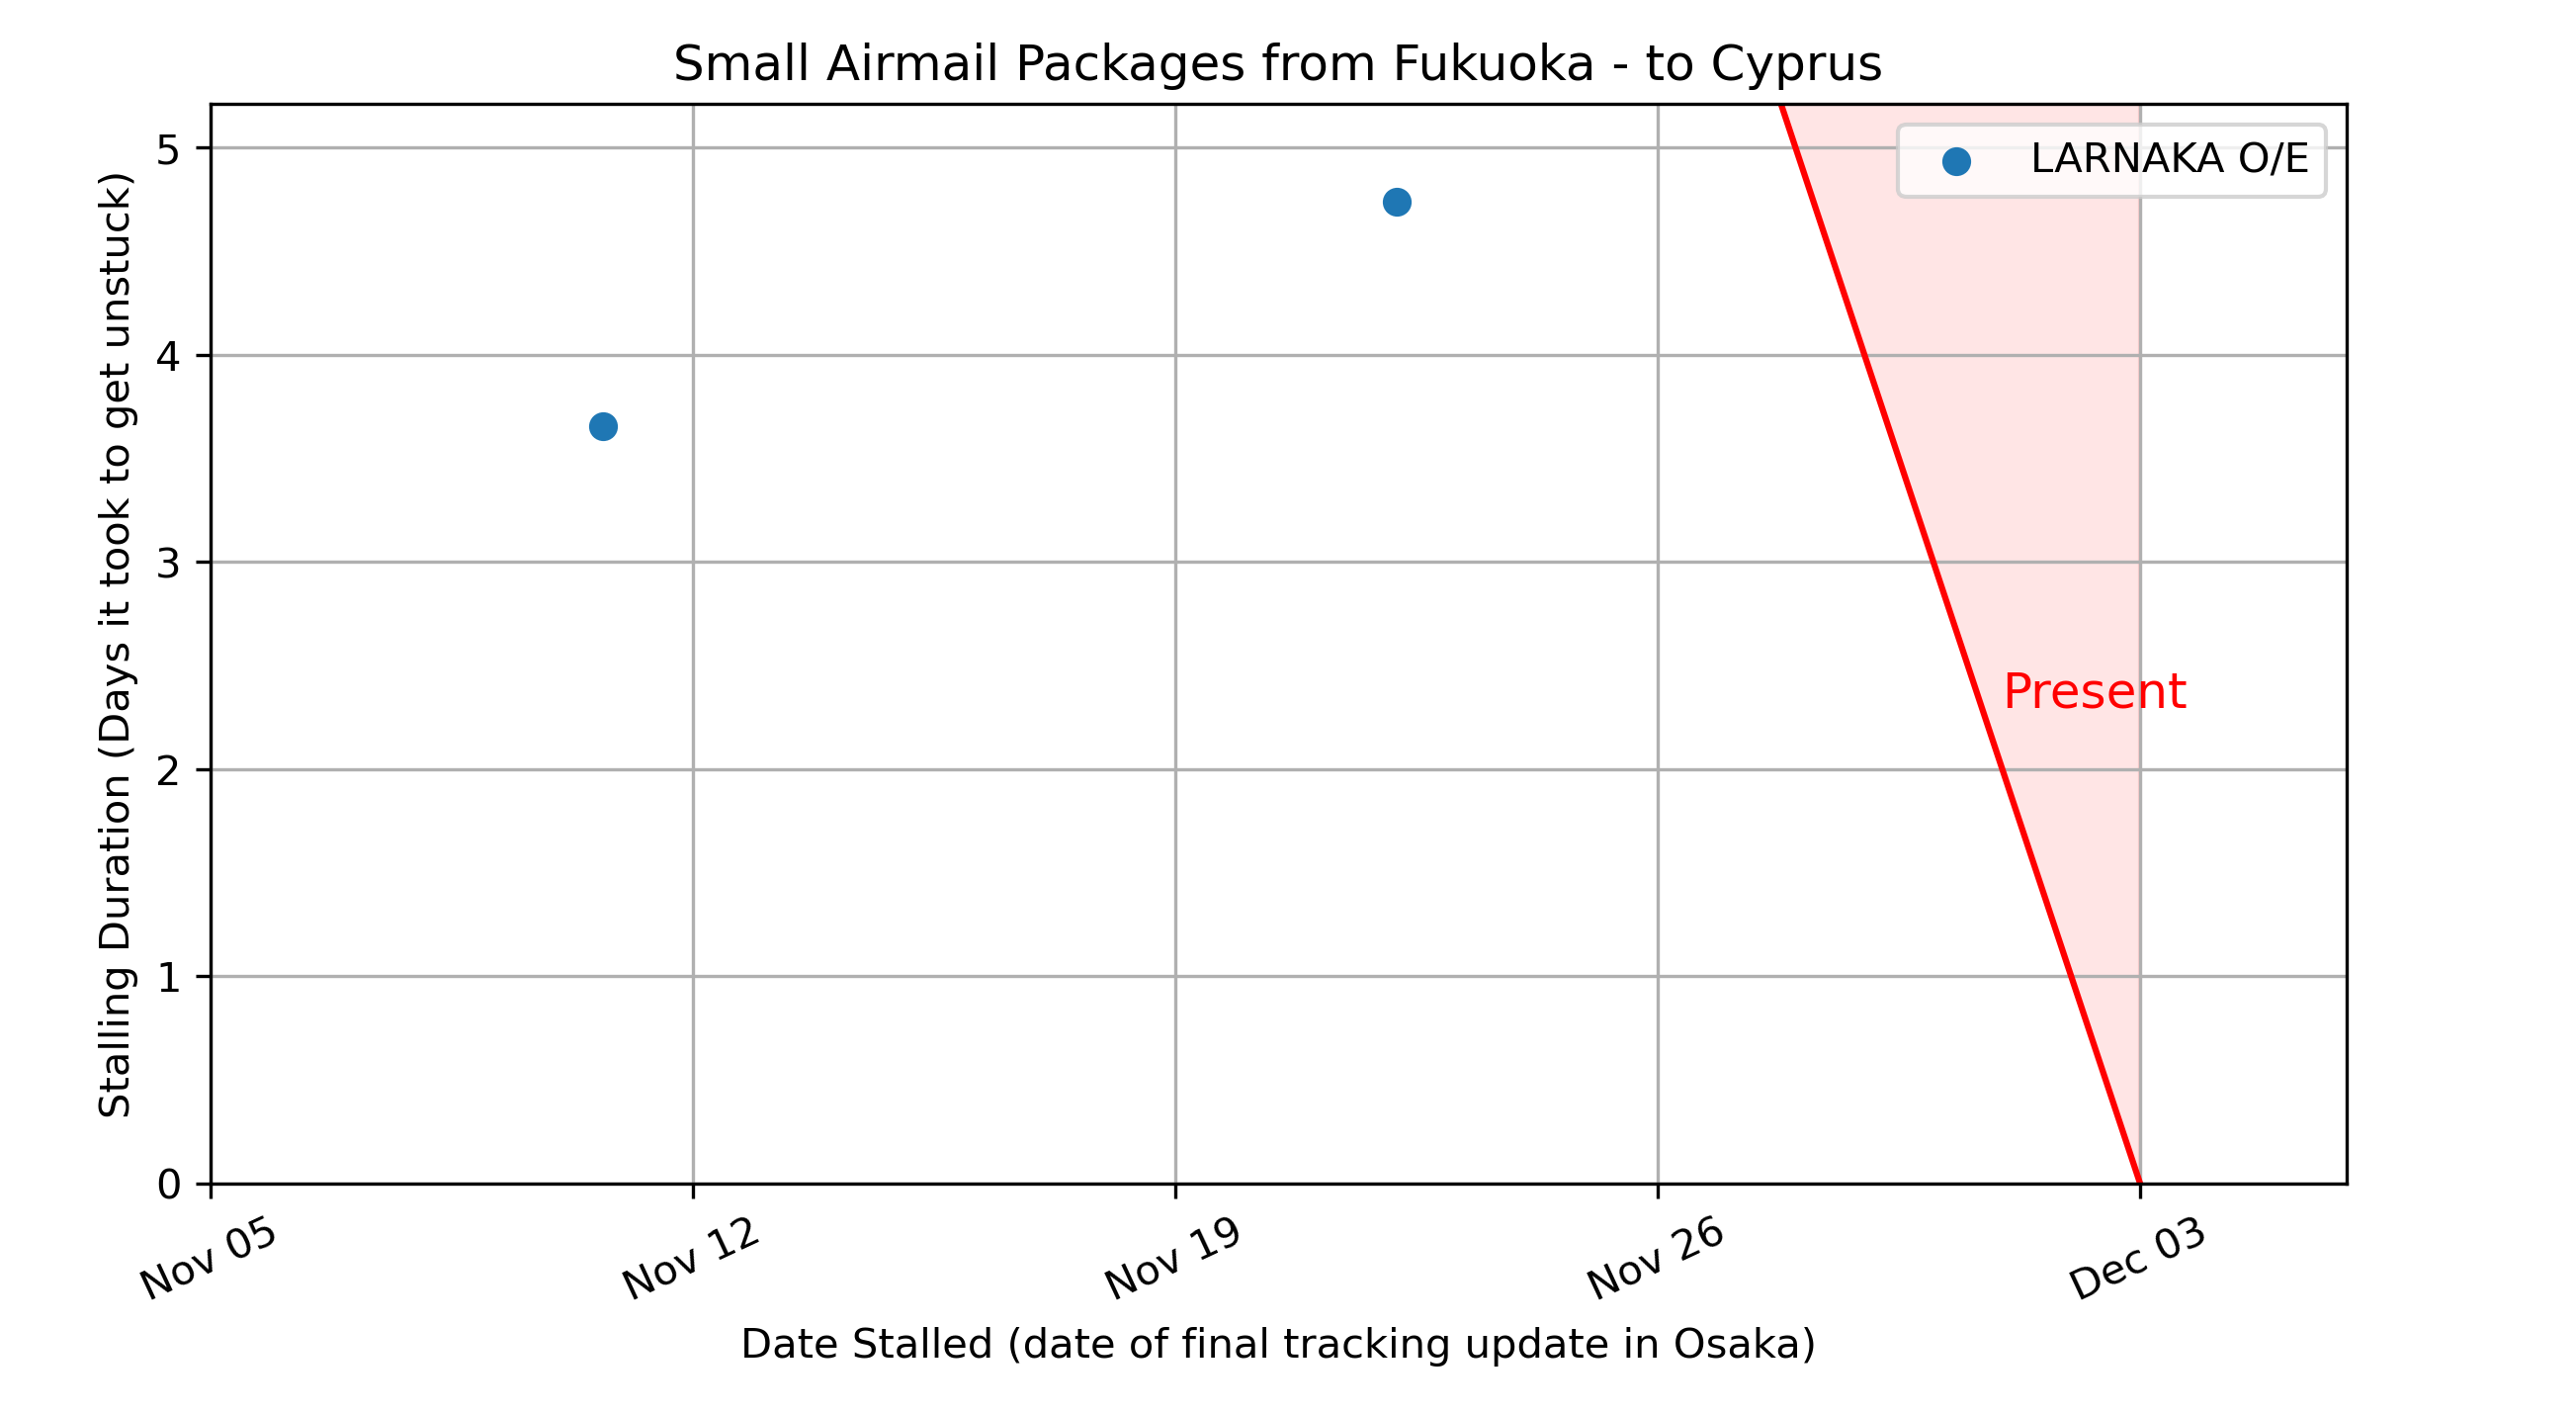 Small Airmail Packages from Fukuoka - to Cyprus
LARNAKA O/E
Present
Stalling Duration (Days it took to get unstuck)
5
4
3
2
1
0
Nov 05
Nov 12
Nov 19
Nov 26
Dec 03
Date Stalled (date of final tracking update in Osaka)